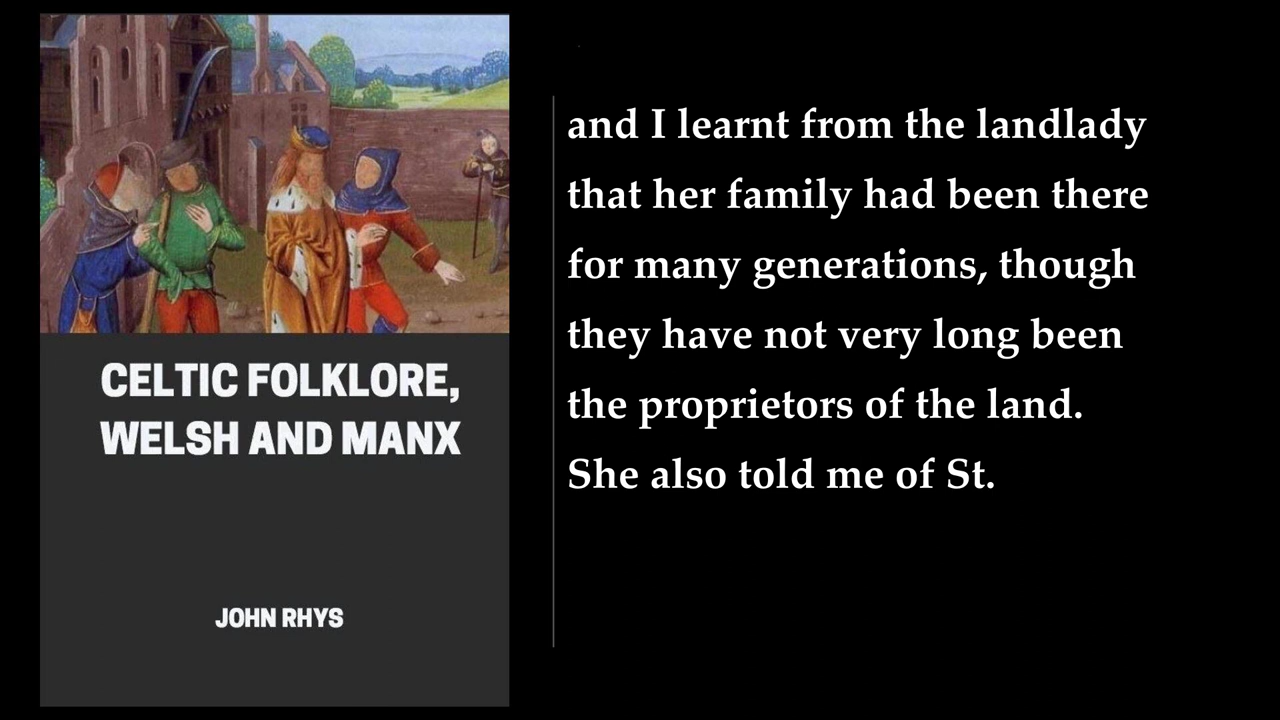 CELTIC FOLKLORE,
WELSH AND MANX
JOHN RHYS
and I learnt from the landlady
that her family had been there
for many generations, though
they have not very long been
the proprietors of the land.
She also told me of St.